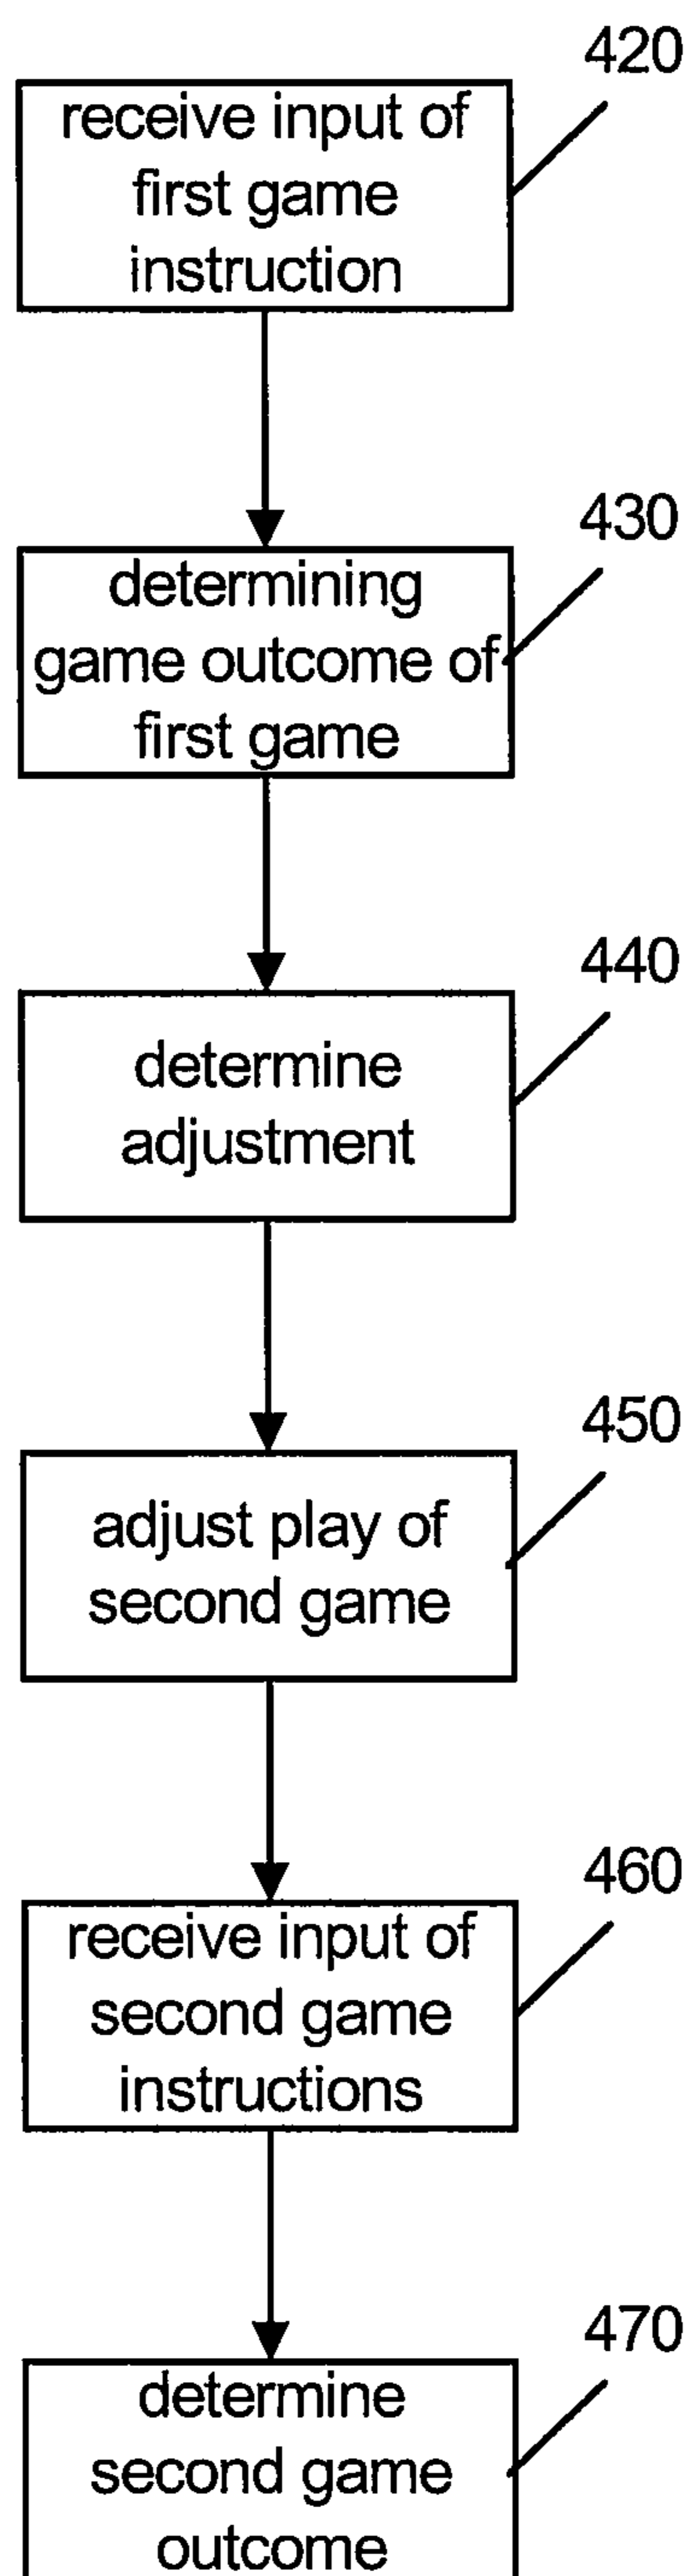 420
receive input of
first game
instruction
430
determining
game outcome of
first game
440
determine
adjustment
450
adjust play of
second game
460
receive input of
second game
instructions
470
determine
second game
outcome